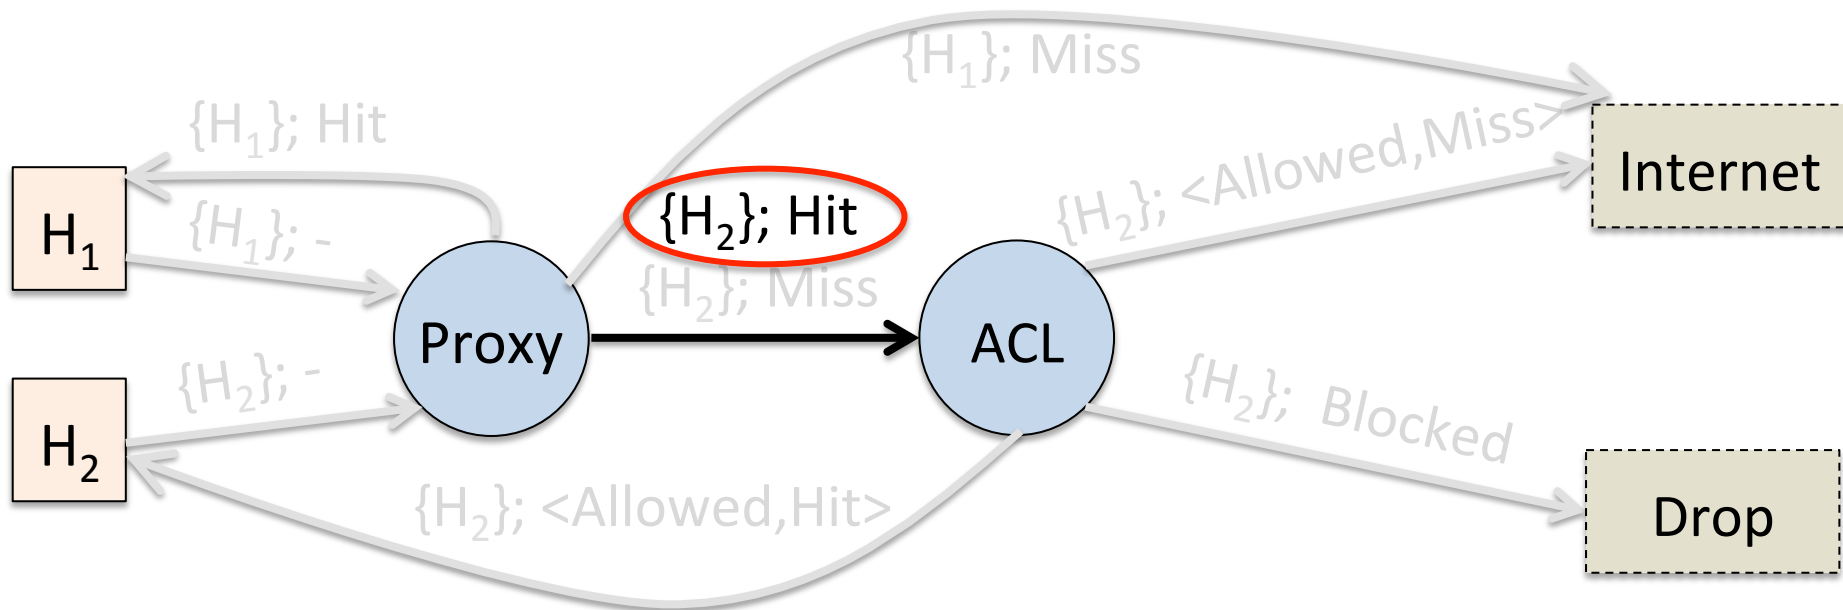 {H1}; Miss
{H1}; Hit
{H2}; <Allowed,Miss>
Internet
H1
{H1}; -
{H2}; Hit
{H2}; Miss
Proxy
ACL
{H2}; -
H2
{H2}; Blocked
{H2}; <Allowed,Hit>
Drop